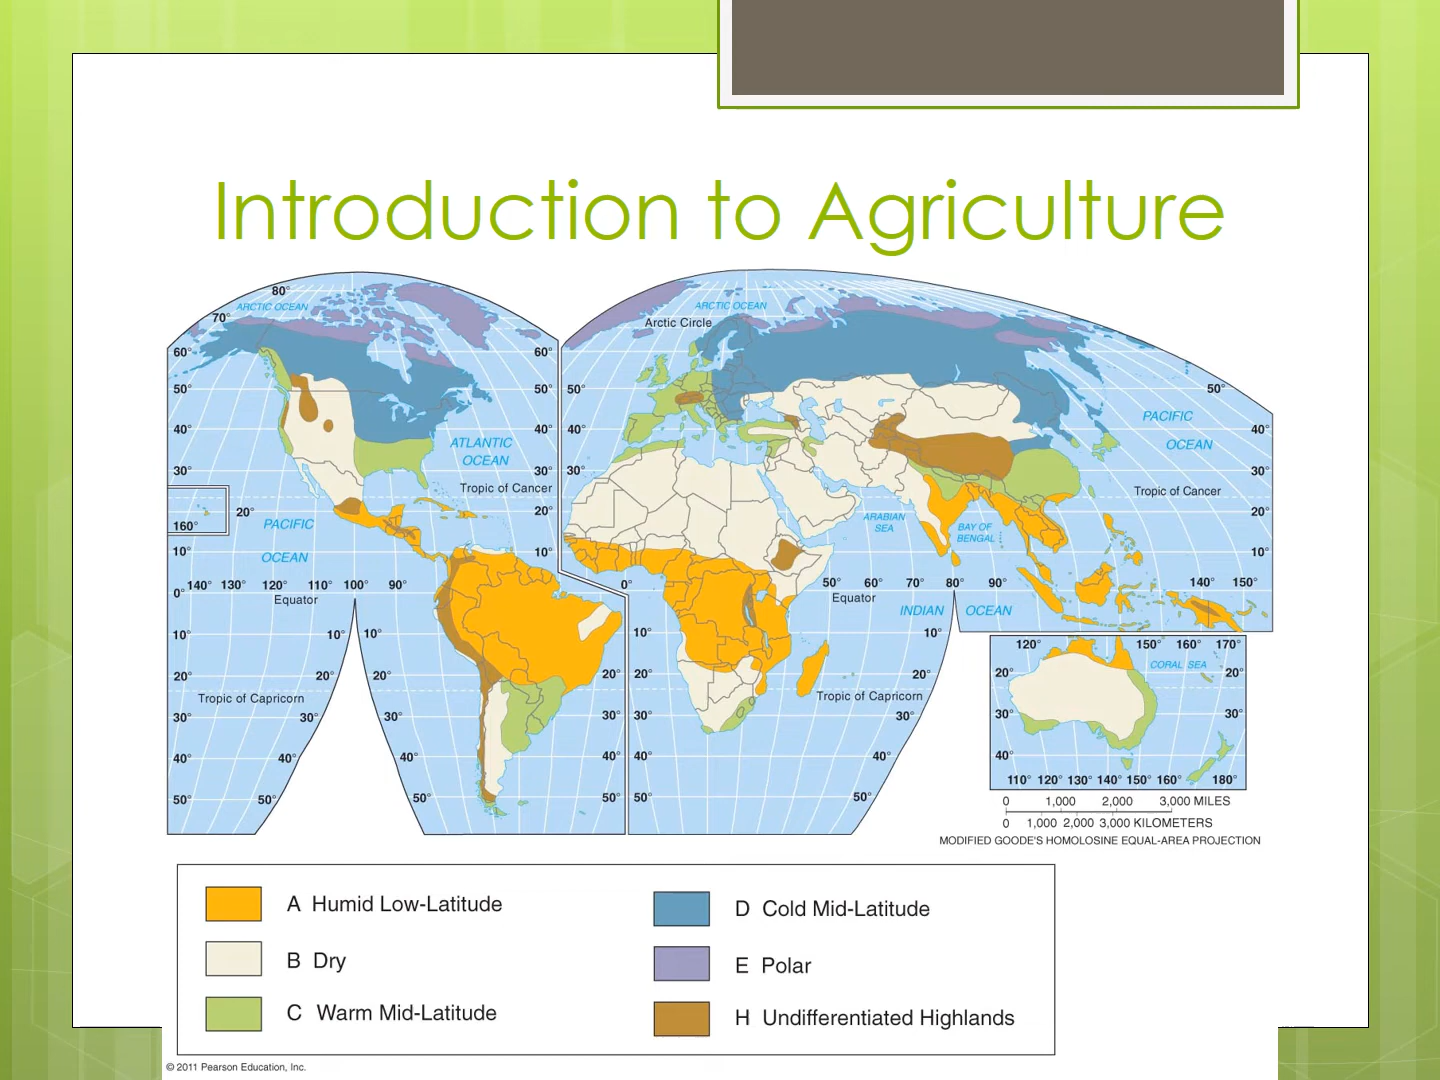 Introduction to Agriculture
80°
ARCTIC OCEAN
ARCTIC OCEAN
70°
Arctic Circle
60°
60°
50°
50°
50°
50°
PACIFIC
OCEAN
40°
ATLANTIC
OCEAN
40°
40°
30°
30°
30°
30°
Tropic of Cancer
Tropic of Cancer
20°
20°
20°
160°
PACIFIC
OCEAN
ARABIAN
SEA
BAY OF
BENGAL
10°
10°
10°
0°
140° 130° 120° 110° 100° 90°
0°
50° 60° 70° 80° 90°
140° 150°
Equator
Equator
INDIAN
OCEAN
10°
10°
10°
10°
10°
120°
150° 160° 170°
CORAL SEA
20°
20°
20°
20°
20°
20°
20°
Tropic of Capricorn
Tropic of Capricorn
30°
30°
30°
30°
30°
30°
30°
30°
40°
40°
40°
40°
40°
40°
110° 120° 130° 140° 150° 160° 180°
50°
50°
50°
50°
50°
50°
0 1,000 2,000 3,000 MILES
0 1,000 2,000 3,000 KILOMETERS
MODIFIED GOODE'S HOMOLOSINE EQUAL-AREA PROJECTION
A Humid Low-Latitude
B Dry
C Warm Mid-Latitude
D Cold Mid-Latitude
E Polar
H Undifferentiated Highlands
© 2011 Pearson Education, Inc.